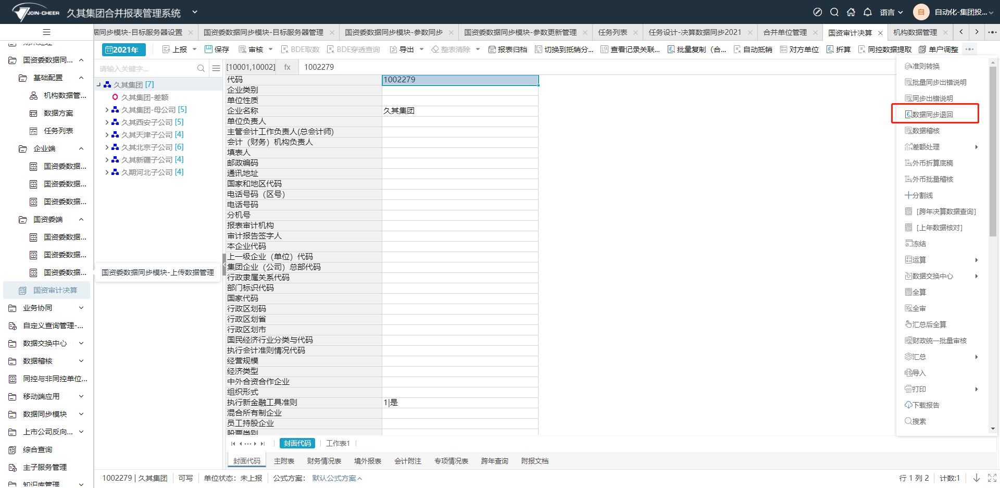 JOIN-CHEER 久其集团合并报表管理系统
语言 自 自动化-集团投...
居同步模块-目标服务器设置 国资委数据同步模块-目标服务器管理 国资委数据同步模块-参数同步 国资委数据同步模块-参数更新管理 任务列表 任务设计-决算数据同步2021 合并单位管理 国资审计决算 机构数据管理
2021年 上报 保存 审核 BDE取数 BDE穿透查询 导出 整表清除 报表归档 切换到抵销分... 查看记录关联... 批量复制（合... 自动抵销 对方单位 折算 同控数据提取 单户调整
国资委数据同...
基础配置
机构数据管...
数据方案
任务列表
企业端
国资委数据...
国资委数据...
国资委数据...
国资委端
国资委数据...
国资委数据...
国资委数据...
国资审计决算
业务协同
自定义查询管理-...
数据交换中心
数据稽核
同控与非同控单位...
移动端应用
数据同步模块
上市公司反向...
综合查询
主子服务管理
知识库管理
国资委数据同步模块-上传数据管理
请输入关键字...
久其集团 [7]
久其集团-差额
久其集团-母公司 [5]
久其西安子公司 [5]
久其天津子公司 [4]
久其北京子公司 [6]
久其新疆子公司 [4]
久期河北子公司 [4]
[10001,10002] fx 1002279
代码 1002279
企业类别
单位性质
企业名称 久其集团
单位负责人
主管会计工作负责人(总会计师)
会计（财务）机构负责人
填表人
邮政编码
通讯地址
国家和地区代码
电话号码（区号）
电话号码
分机号
报表审计机构
审计报告签字人
本企业代码
上一级企业（单位）代码
集团企业（公司）总部代码
行政隶属关系代码
部门标识代码
国家代码
行政区划码
行政区划省
行政区划市
国民经济行业分类与代码
执行会计准则情况代码
经营规模
经济类型
中外合资合作企业
组织形式
执行新金融工具准则 1|是
混合所有制企业
员工持股企业
股票类别
准则转换
批量同步出错说明
同步出错说明
数据同步退回
数据稽核
差额处理
外币折算底稿
外币批量稽核
分割线
[跨年决算数据查询]
[上年数据核对]
冻结
运算
数据交换中心
全算
全审
汇总后全算
财政统一批量审核
汇总
导入
打印
下载报告
搜索
封面代码 工作表1
封面代码 主附表 财务情况表 境外报表 会计附注 专项情况表 跨年查询 附报文档
1002279 | 久其集团 可写 单位状态：未上报 公式方案： 默认公式方案
行 1 列 2 计数:1